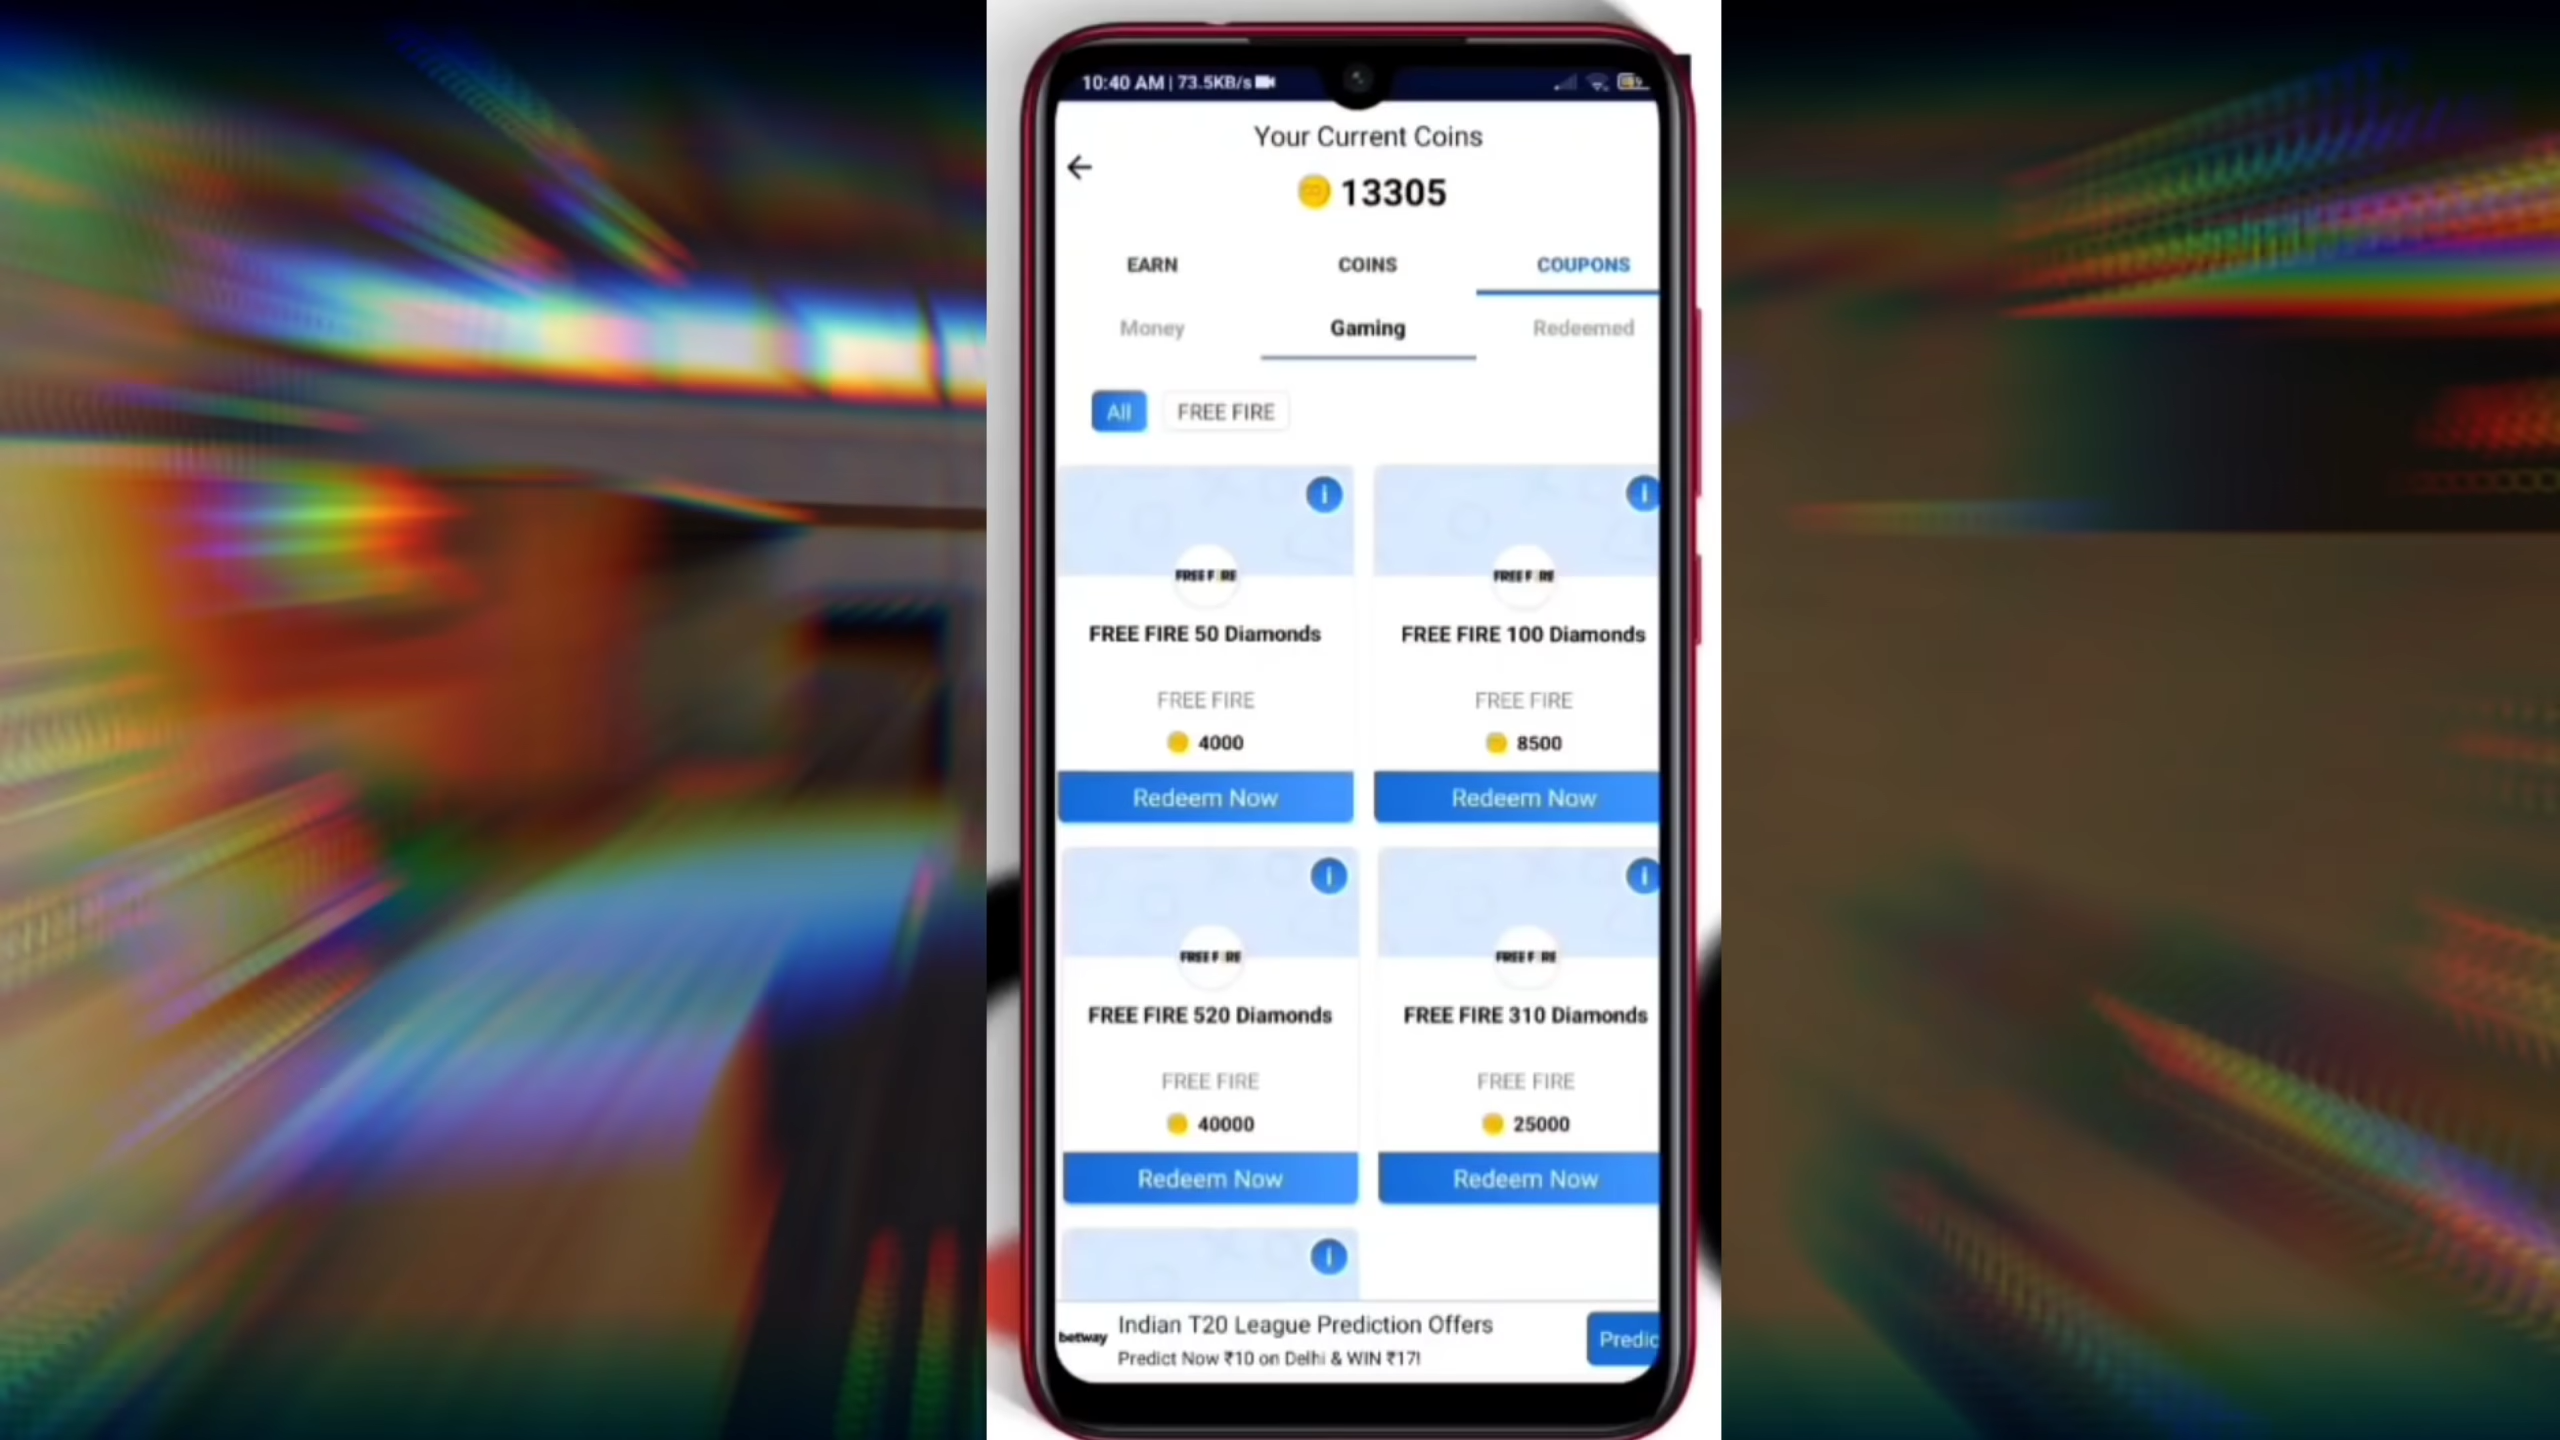 10:40 AM | 73.5KB/s
Your Current Coins
13305
EARN COINS COUPONS
Money Gaming Redeemed
All FREE FIRE
FREE FIRE FREE FIRE
FREE FIRE 50 Diamonds FREE FIRE 100 Diamonds
FREE FIRE FREE FIRE
4000 8500
Redeem Now Redeem Now
FREE FIRE FREE FIRE
FREE FIRE 520 Diamonds FREE FIRE 310 Diamonds
FREE FIRE FREE FIRE
40000 25000
Redeem Now Redeem Now
betway Indian T20 League Prediction Offers Predic
Predict Now ₹10 on Delhi & WIN ₹17!